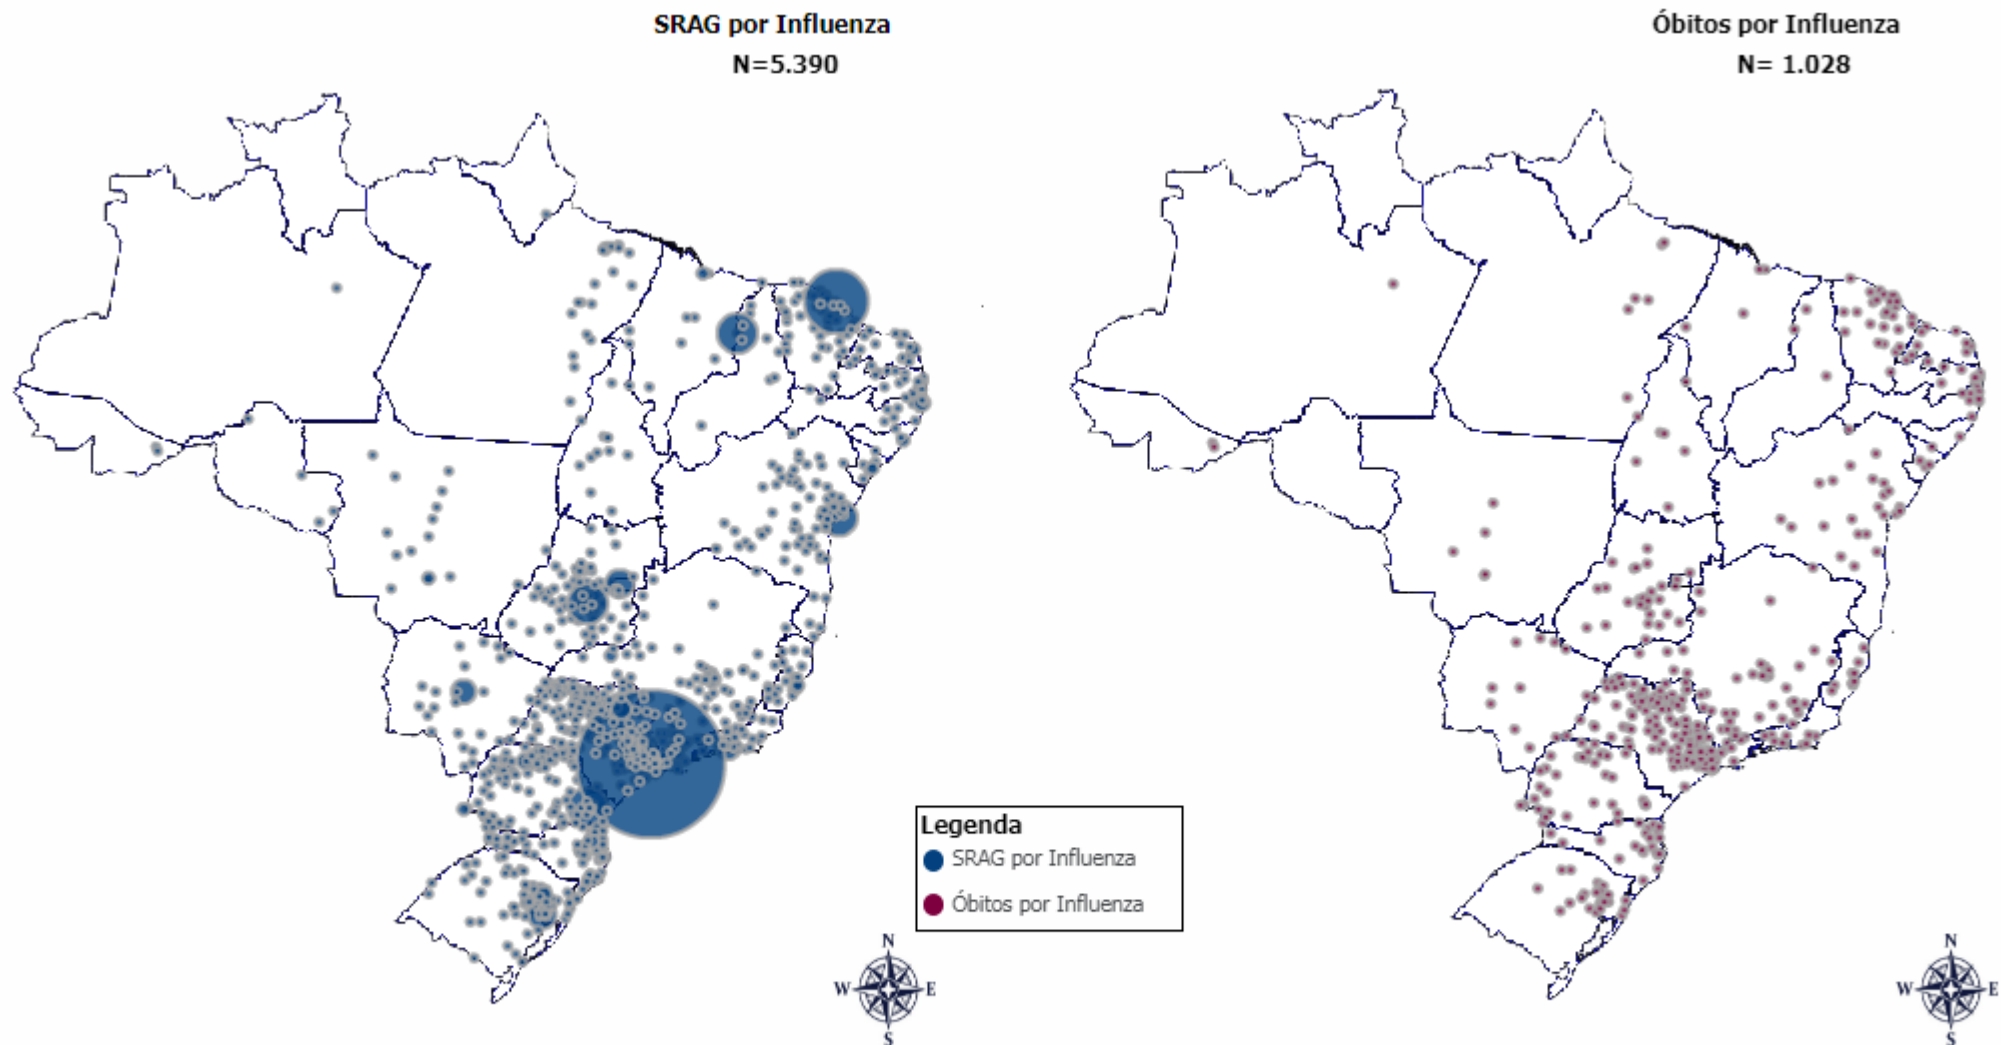 SRAG por Influenza
N=5.390
Óbitos por Influenza
N= 1.028
Legenda
SRAG por Influenza
Óbitos por Influenza
N
W
E
S
N
W
E
S